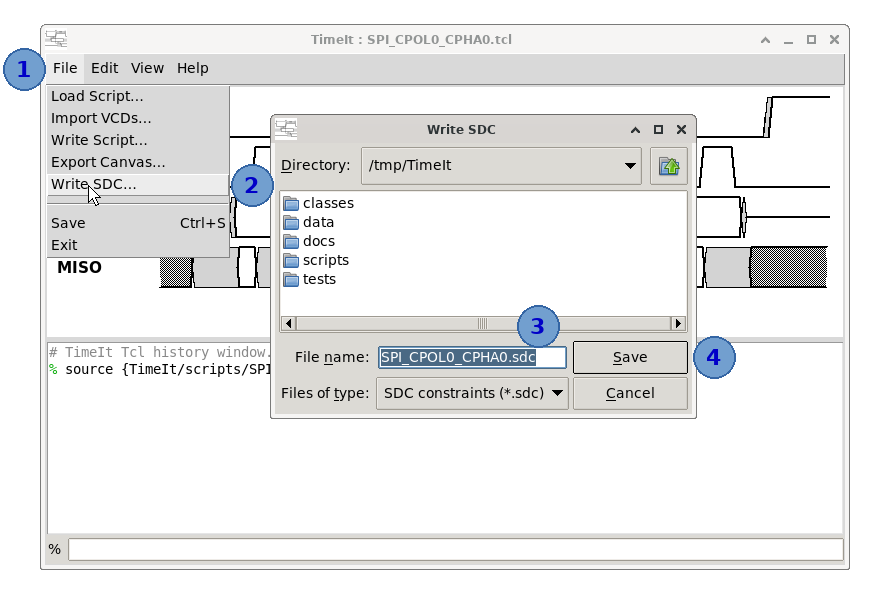 TimeIt : SPI_CPOL0_CPHA0.tcl
1
File Edit View Help
Load Script...
Import VCDs...
Write Script...
Export Canvas...
Write SDC...
2
Save Ctrl+S
Exit
MISO
Write SDC
Directory: /tmp/TimeIt
classes
data
docs
scripts
tests
3
File name: SPI_CPOL0_CPHA0.sdc Save
4
Files of type: SDC constraints (*.sdc) Cancel
# TimeIt Tcl history window.
% source {TimeIt/scripts/SPI
%